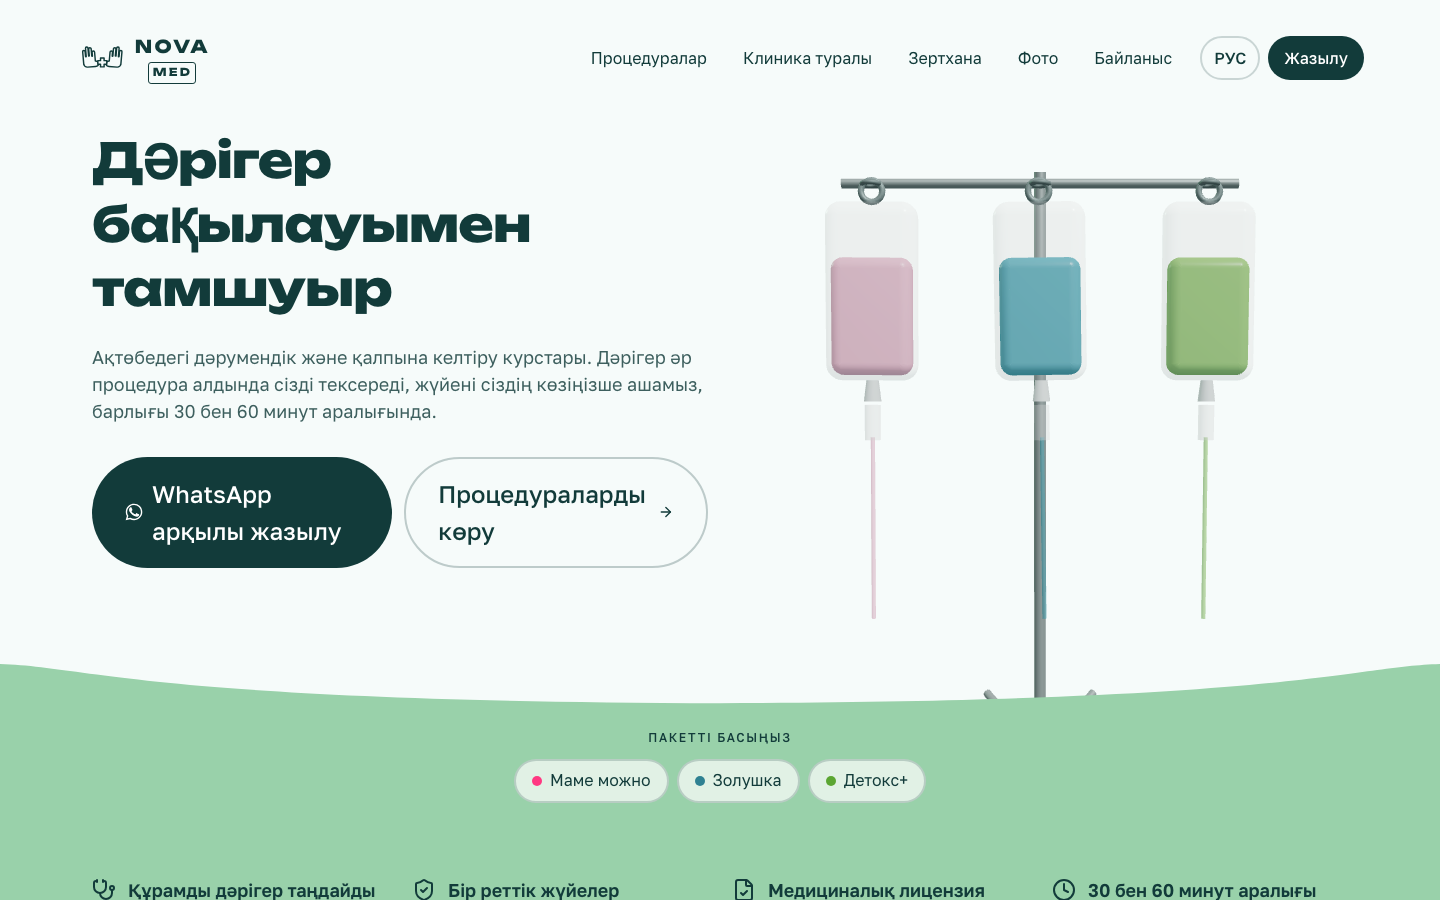 NOVA
MED
Процедуралар
Клиника туралы
Зертхана
Фото
Байланыс
РУС
Жазылу
Дәрігер
бақылауымен
тамшуыр
Ақтөбедегі дәрумендік және қалпына келтіру курстары. Дәрігер әр
процедура алдында сізді тексереді, жүйені сіздің көзіңізше ашамыз,
барлығы 30 бен 60 минут аралығында.
WhatsApp
арқылы жазылу
Процедураларды
көру
ПАКЕТТІ БАСЫҢЫЗ
Маме можно
Золушка
Детокс+
Құрамды дәрігер таңдайды
Бір реттік жүйелер
Медициналық лицензия
30 бен 60 минут аралығы